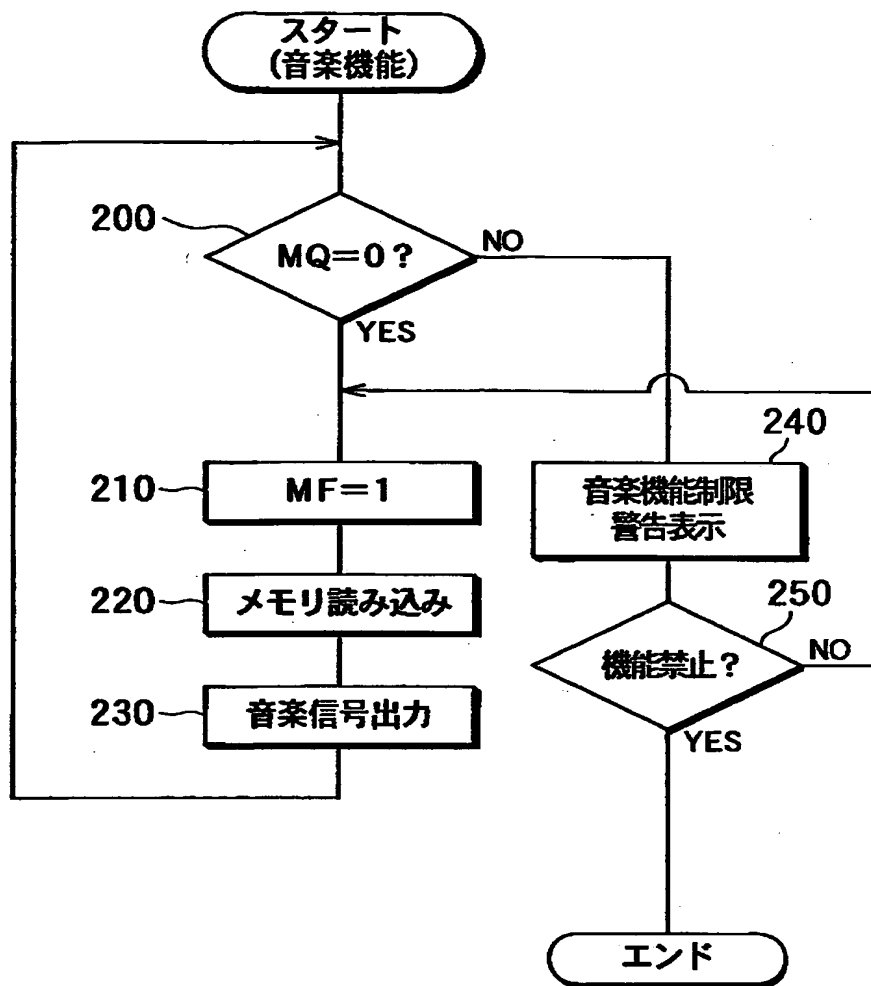 スタート
(音楽機能)
200
MQ=0?
NO
YES
210
MF=1
220
メモリ読み込み
230
音楽信号出力
240
音楽機能制限
警告表示
250
機能禁止?
NO
YES
エンド